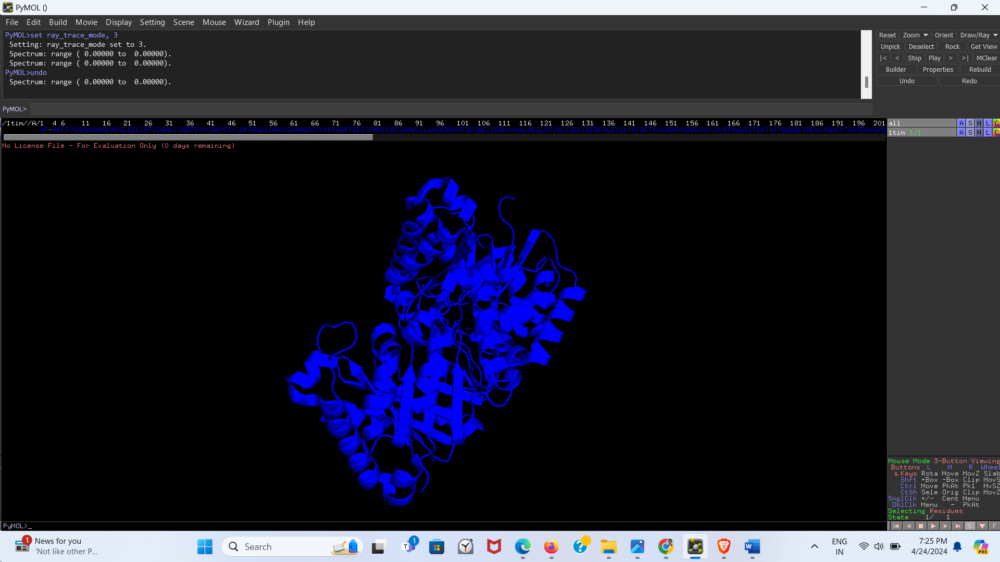 PyMOL ()
File Edit Build Movie Display Setting Scene Mouse Wizard Plugin Help
PyMOL>set ray_trace_mode, 3
Setting: ray_trace_mode set to 3.
Spectrum: range ( 0.00000 to 0.00000).
Spectrum: range ( 0.00000 to 0.00000).
PyMOL>undo
Spectrum: range ( 0.00000 to 0.00000).
PyMOL>
Reset Zoom Orient Draw/Ray
Unpick Deselect Rock Get View
|< < Stop Play > >| MClear
Builder Properties Rebuild
Undo Redo
/1tim//A/1 4 6 11 16 21 26 31 36 41 46 51 56 61 66 71 76 81 86 91 96 101 106 111 116 121 126 131 136 141 146 151 156 161 166 171 176 181 186 191 196 201
No License File - For Evaluation Only (0 days remaining)
all A S H L C
1tim 1/1 A S H L C
Mouse Mode 3-Button Viewing
Buttons L M R Wheel
& Keys Rota Move MovZ Slab
Shft +Box -Box Clip MovS
Ctrl Move PkAt Pk1 MvSZ
CtSh Sele Orig Clip MovZ
SnglClk +/- Cent Menu
DblClk Menu - PkAt
Selecting Residues
State 1/ 1
S F
PyMOL>_
1 News for you
'Not like other P...
Search
1
ENG
IN
7:25 PM
4/24/2024
PRE